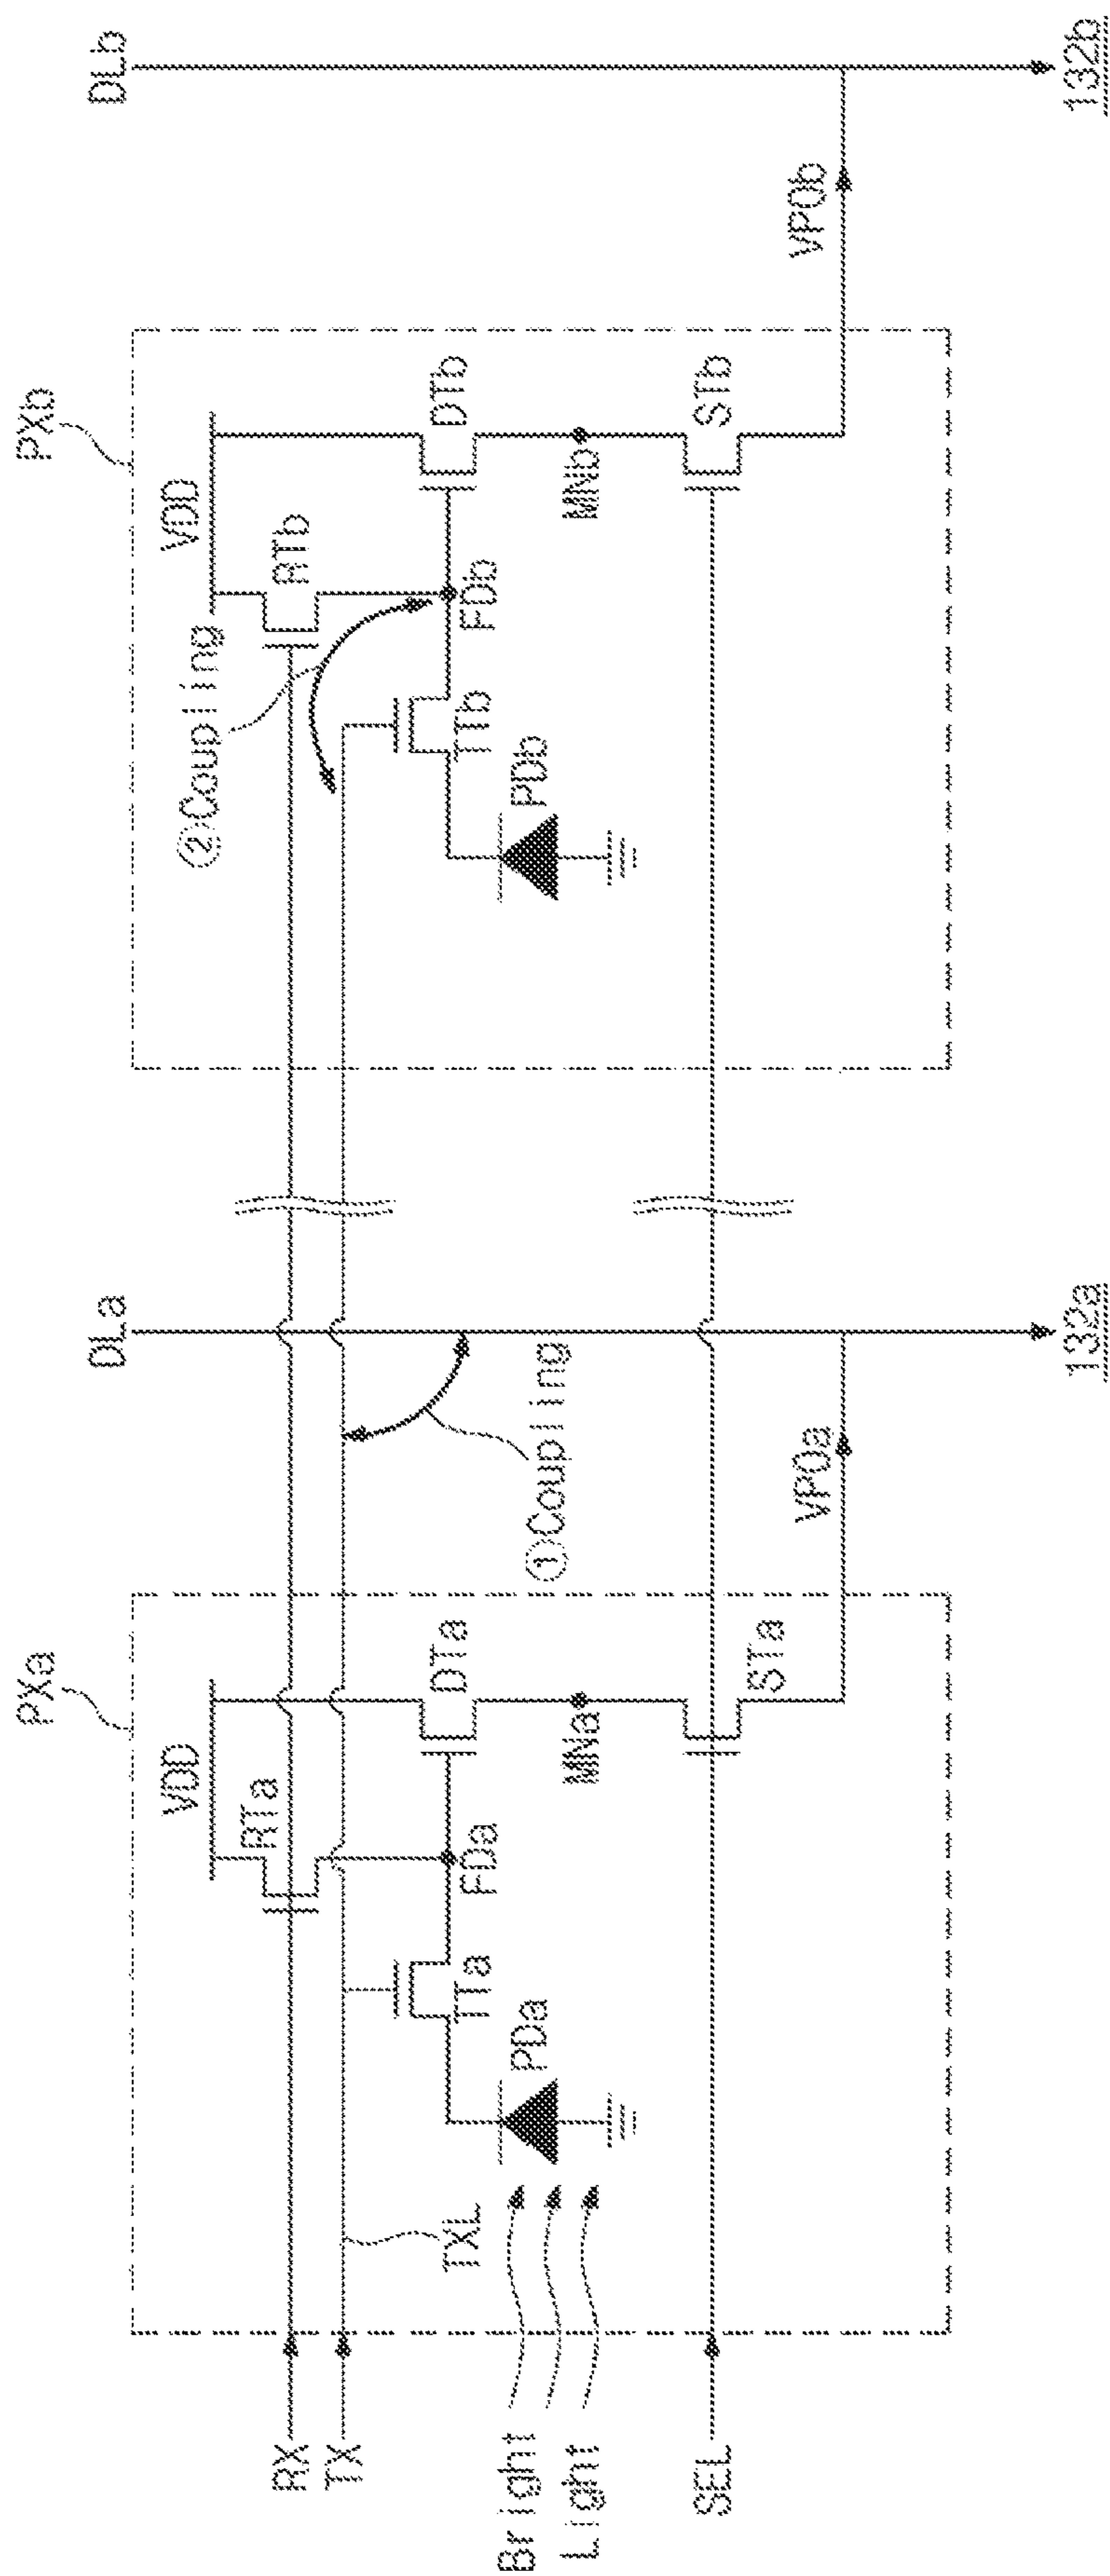 PXa
PXb
DLa
DLb
VDD
VDD
RTa
RTb
②Coupling
RX
TX
TTa
FDa
DTa
TTb
FDb
DTb
TXL
PDa
PDb
①Coupling
MNa
MNb
Bright
Light
SEL
STa
STb
VPOa
VPOb
132a
132b